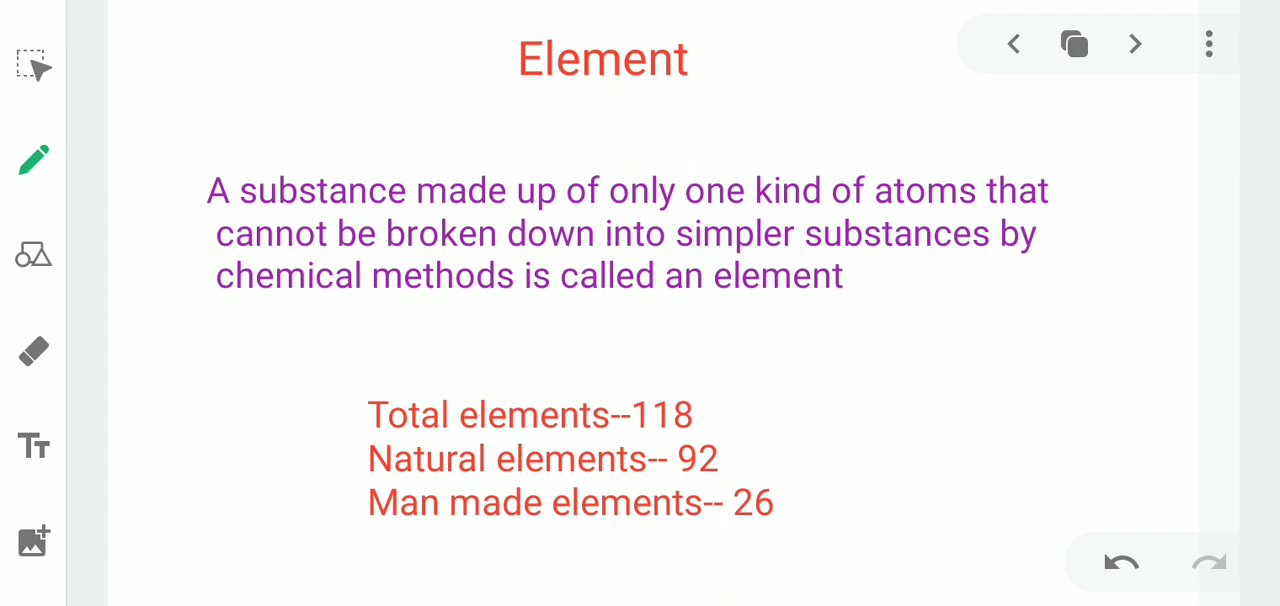 Element
A substance made up of only one kind of atoms that
cannot be broken down into simpler substances by
chemical methods is called an element
Total elements--118
Natural elements-- 92
Man made elements-- 26
TT